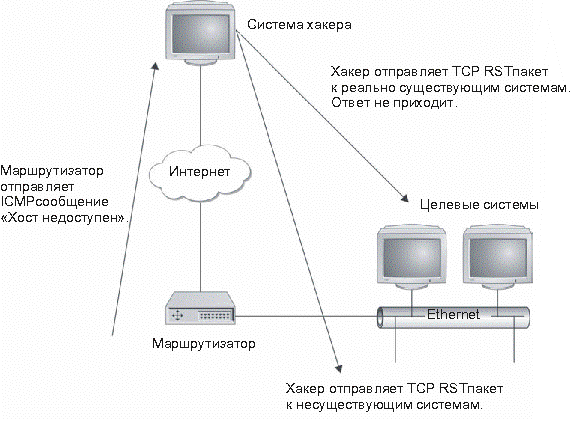 Система хакера
Хакер отправляет TCP RSTпакет
к реально существующим системам.
Ответ не приходит.
Маршрутизатор
отправляет
ICMPсообщение
«Хост недоступен».
Интернет
Целевые системы
Ethernet
Маршрутизатор
Хакер отправляет TCP RSTпакет
к несуществующим системам.